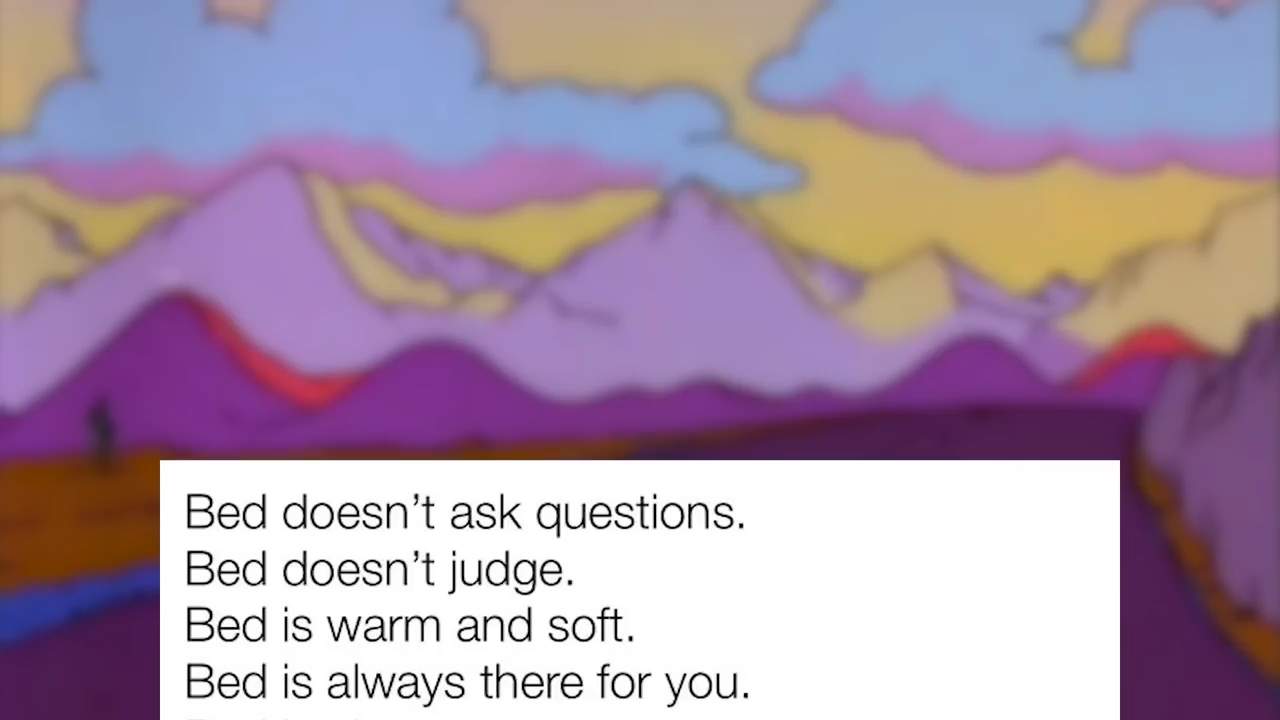 Bed doesn’t ask questions.
Bed doesn’t judge.
Bed is warm and soft.
Bed is always there for you.